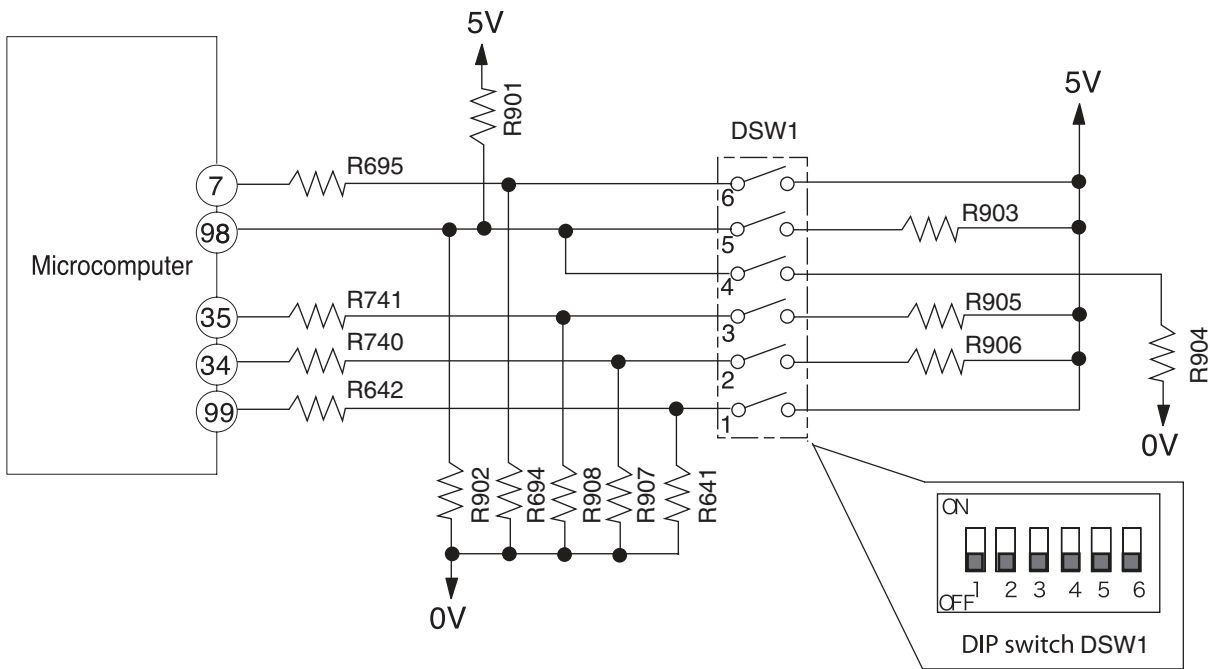 5V
R901
5V
DSW1
7
R695
6
98
5
R903
Microcomputer
4
35
R741
3
R905
34
R740
2
R906
R904
99
R642
1
0V
R902
R694
R908
R907
R641
0V
ON
1 2 3 4 5 6
OFF
DIP switch DSW1